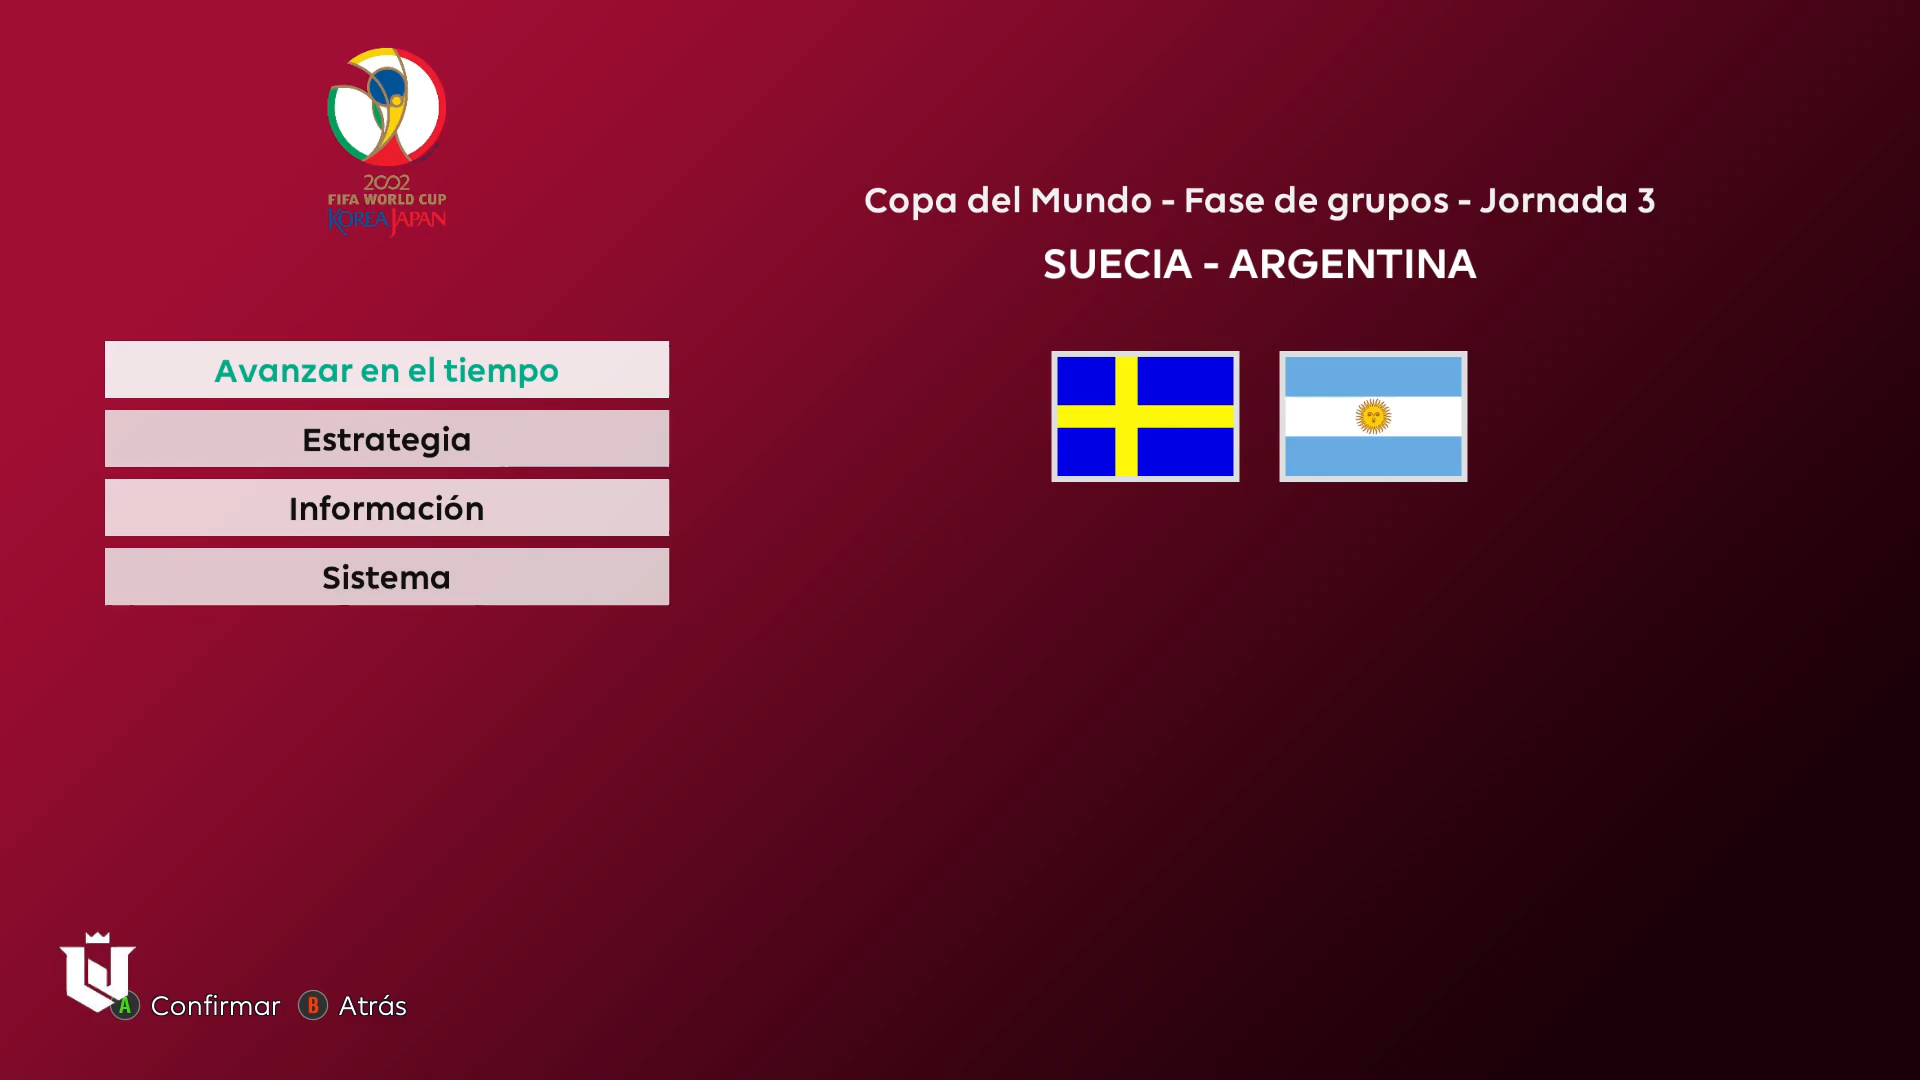 2002
FIFA WORLD CUP
KOREA JAPAN
Copa del Mundo - Fase de grupos - Jornada 3
SUECIA - ARGENTINA
Avanzar en el tiempo
Estrategia
Información
Sistema
A Confirmar B Atrás